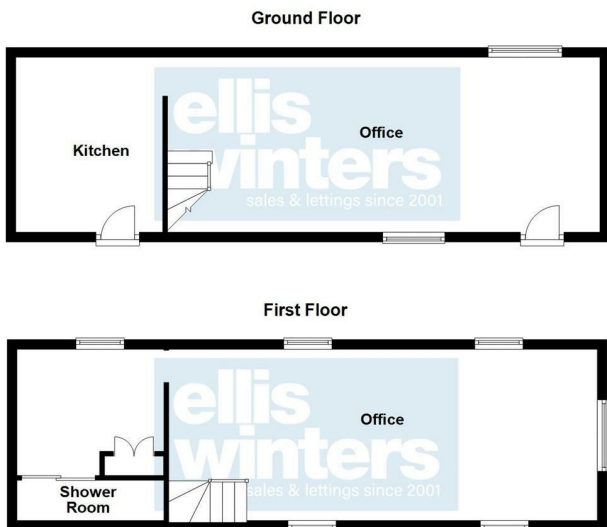 Ground Floor
ellis
winters
sales & lettings since 2001
Kitchen
Office
First Floor
ellis
winters
sales & lettings since 2001
Office
Shower
Room